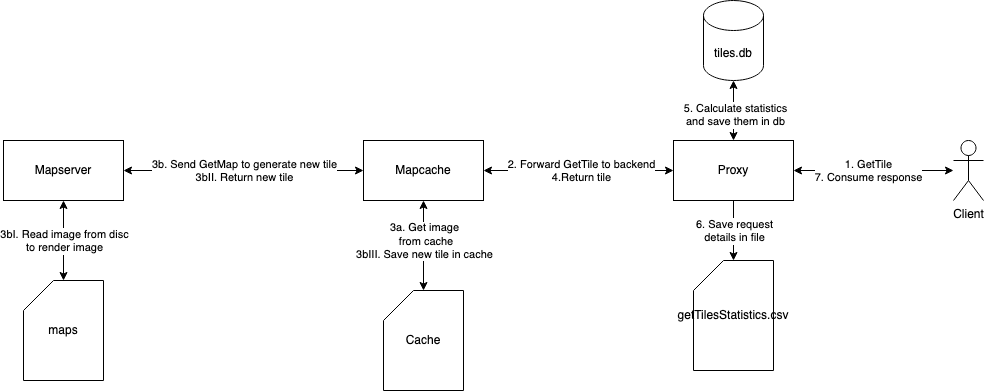 tiles.db
5. Calculate statistics
and save them in db
Mapserver
3b. Send GetMap to generate new tile
3bII. Return new tile
Mapcache
2. Forward GetTile to backend
4.Return tile
Proxy
1. GetTile
7. Consume response
Client
3bI. Read image from disc
to render image
3a. Get image
from cache
3bIII. Save new tile in cache
6. Save request
details in file
maps
Cache
getTilesStatistics.csv